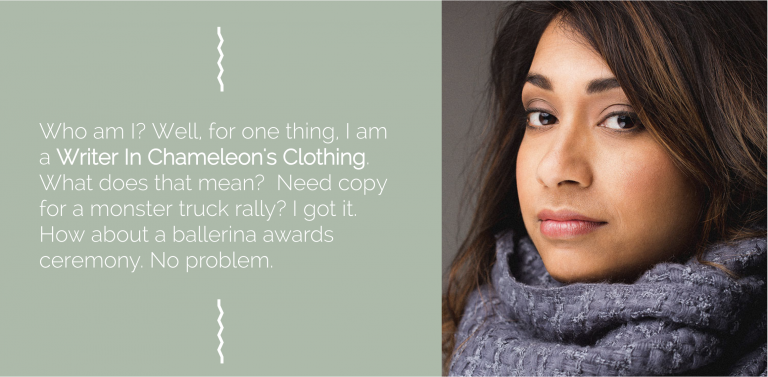 Who am I? Well, for one thing, I am
a Writer In Chameleon's Clothing.
What does that mean?  Need copy
for a monster truck rally? I got it.
How about a ballerina awards
ceremony. No problem.